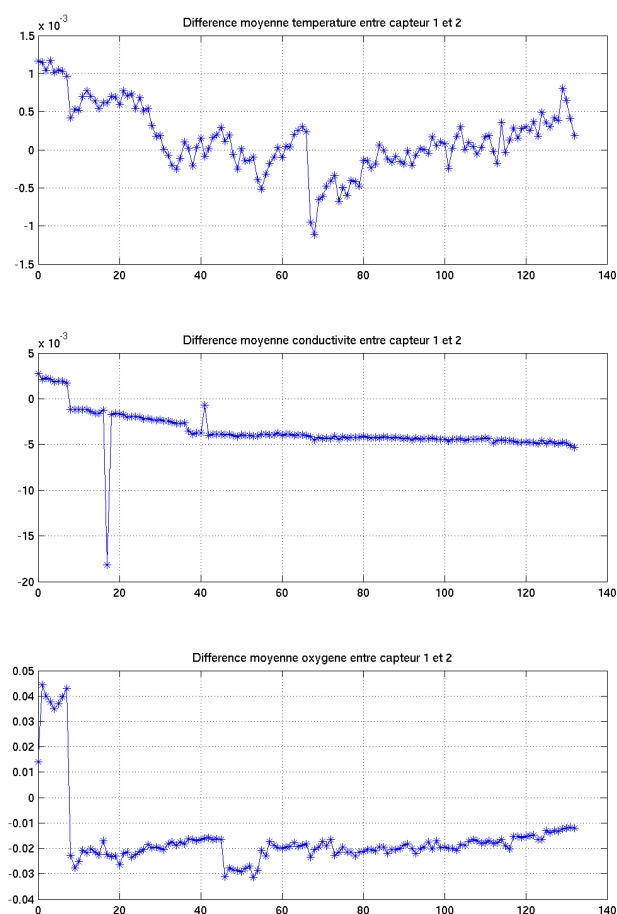 Difference moyenne temperature entre capteur 1 et 2
x 10⁻³
1.5
1
0.5
0
-0.5
-1
-1.5
0 20 40 60 80 100 120 140
Difference moyenne conductivite entre capteur 1 et 2
x 10⁻³
5
0
-5
-10
-15
-20
0 20 40 60 80 100 120 140
Difference moyenne oxygene entre capteur 1 et 2
0.05
0.04
0.03
0.02
0.01
0
-0.01
-0.02
-0.03
-0.04
0 20 40 60 80 100 120 140